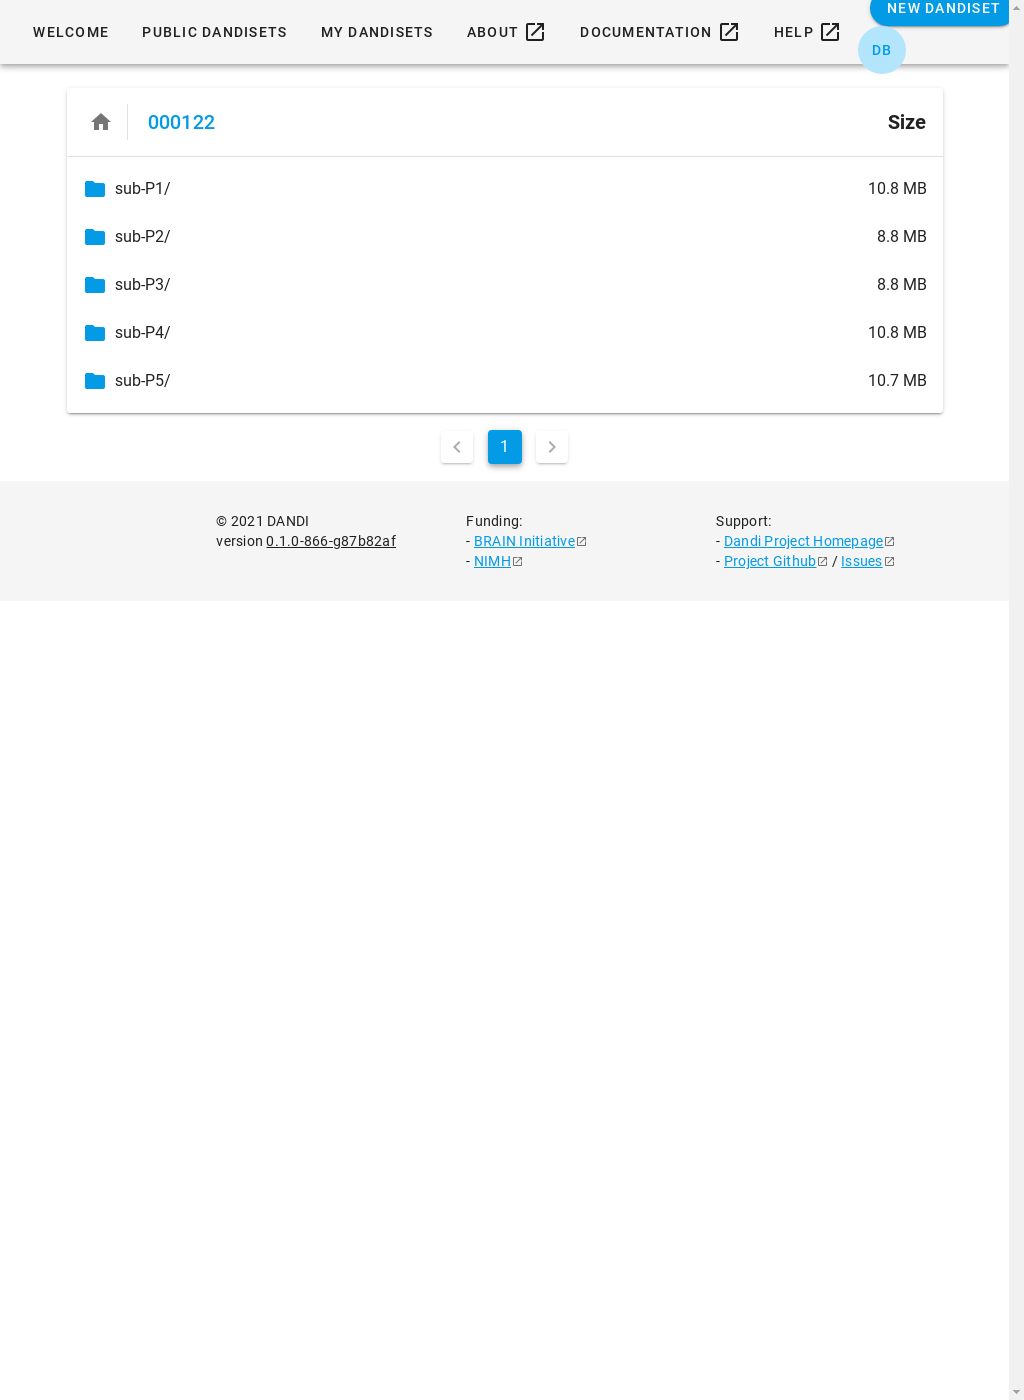 WELCOME PUBLIC DANDISETS MY DANDISETS ABOUT DOCUMENTATION HELP NEW DANDISET
DB
000122 Size
sub-P1/ 10.8 MB
sub-P2/ 8.8 MB
sub-P3/ 8.8 MB
sub-P4/ 10.8 MB
sub-P5/ 10.7 MB
1
© 2021 DANDI
version 0.1.0-866-g87b82af
Funding:
- BRAIN Initiative
- NIMH
Support:
- Dandi Project Homepage
- Project Github / Issues